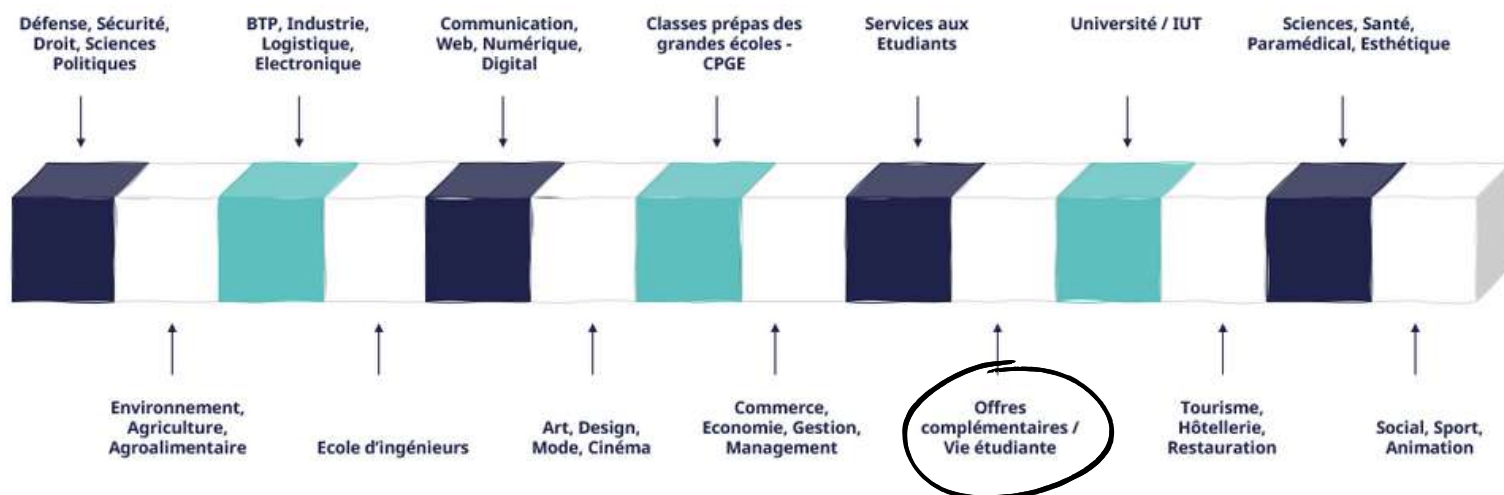 Défense, Sécurité,
Droit, Sciences
Politiques
BTP, Industrie,
Logistique,
Electronique
Communication,
Web, Numérique,
Digital
Classes prépas des
grandes écoles -
CPGE
Services aux
Etudiants
Université / IUT
Sciences, Santé,
Paramédical, Esthétique
Environnement,
Agriculture,
Agroalimentaire
Ecole d'ingénieurs
Art, Design,
Mode, Cinéma
Commerce,
Economie, Gestion,
Management
Offres
complémentaires /
Vie étudiante
Tourisme,
Hôtellerie,
Restauration
Social, Sport,
Animation